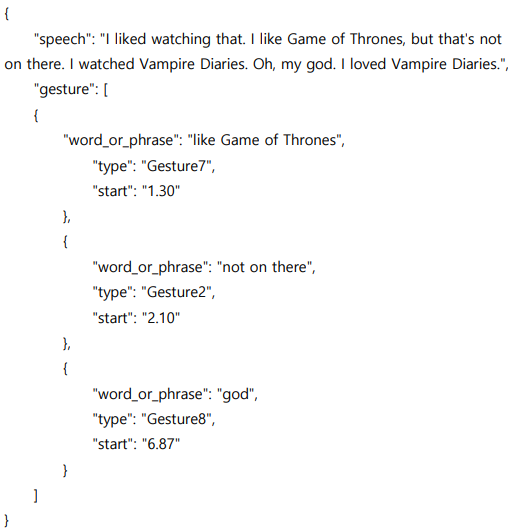 {
"speech": "I liked watching that. I like Game of Thrones, but that's not
on there. I watched Vampire Diaries. Oh, my god. I loved Vampire Diaries.",
"gesture": [
{
"word_or_phrase": "like Game of Thrones",
"type": "Gesture7",
"start": "1.30"
},
{
"word_or_phrase": "not on there",
"type": "Gesture2",
"start": "2.10"
},
{
"word_or_phrase": "god",
"type": "Gesture8",
"start": "6.87"
}
]
}